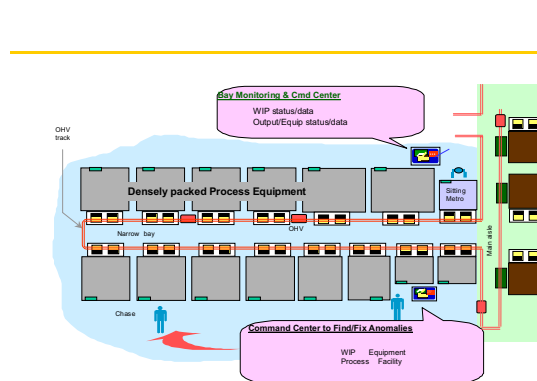 Bay Monitoring & Cmd Center
WIP status/data
Output/Equip status/data
OHV
track
Densely packed Process Equipment
Sitting
Metro
Narrow bay
OHV
Main aisle
Chase
Command Center to Find/Fix Anomalies
WIP Equipment
Process Facility